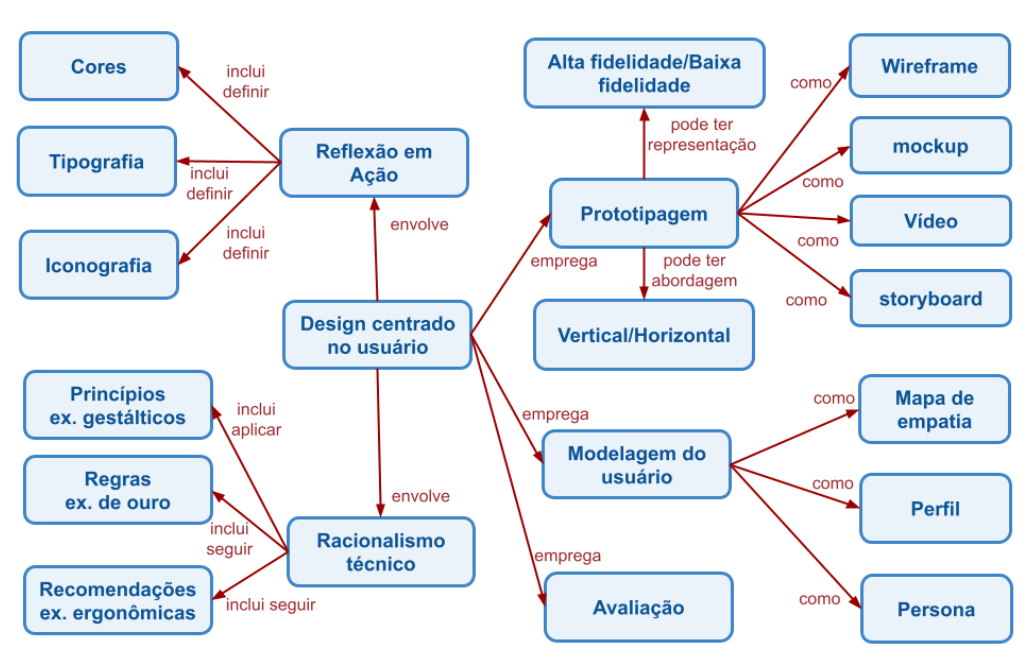 Cores
inclui
definir
Tipografia
inclui
definir
Iconografia
inclui
definir
Reflexão em
Ação
envolve
Design centrado
no usuário
envolve
Racionalismo
técnico
Princípios
ex. gestálticos
inclui
aplicar
Regras
ex. de ouro
inclui
seguir
Recomendações
ex. ergonômicas
inclui seguir
Alta fidelidade/Baixa
fidelidade
pode ter
representação
Prototipagem
emprega
pode ter
abordagem
Vertical/Horizontal
como
Wireframe
como
mockup
como
Vídeo
como
storyboard
emprega
Modelagem do
usuário
como
Mapa de
empatia
como
Perfil
como
Persona
emprega
Avaliação